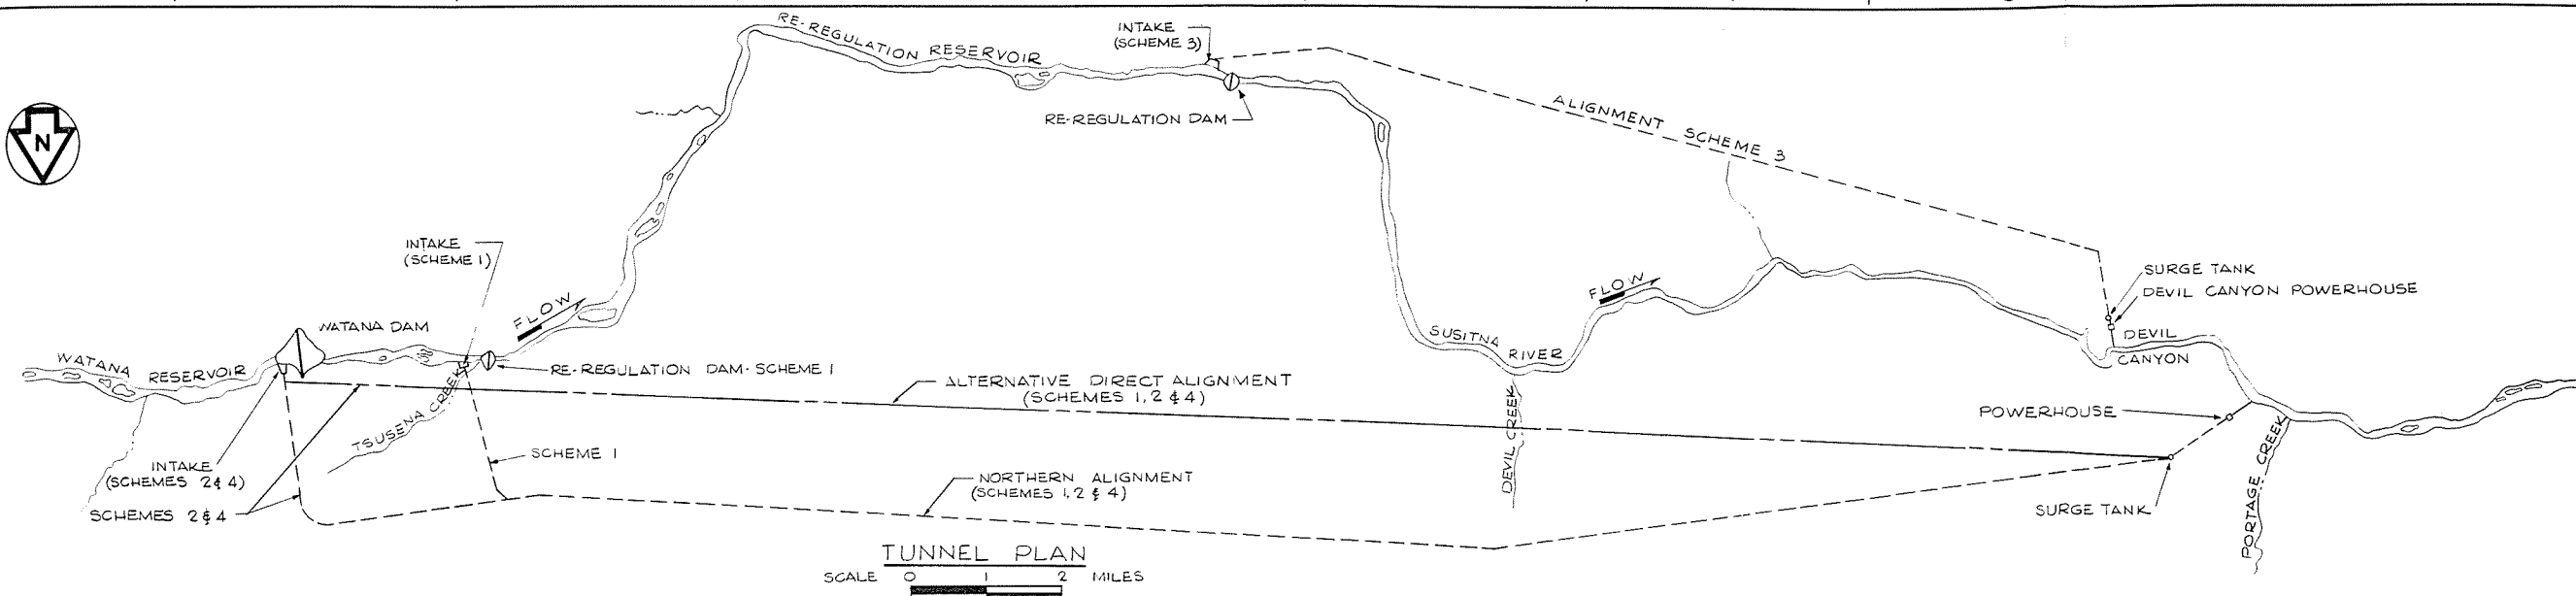 RE-REGULATION RESERVOIR
INTAKE
(SCHEME 3)
RE-REGULATION DAM
ALIGNMENT SCHEME 3
N
INTAKE
(SCHEME 1)
FLOW
FLOW
SURGE TANK
DEVIL CANYON POWERHOUSE
WATANA DAM
WATANA RESERVOIR
SUSITNA RIVER
DEVIL
CANYON
RE-REGULATION DAM-SCHEME 1
ALTERNATIVE DIRECT ALIGNMENT
(SCHEMES 1, 2 & 4)
TSUSENA CREEK
DEVIL CREEK
POWERHOUSE
PORTAGE CREEK
INTAKE
(SCHEMES 2 & 4)
SCHEME 1
SCHEMES 2 & 4
NORTHERN ALIGNMENT
(SCHEMES 1, 2 & 4)
SURGE TANK
TUNNEL PLAN
SCALE 0 1 2 MILES